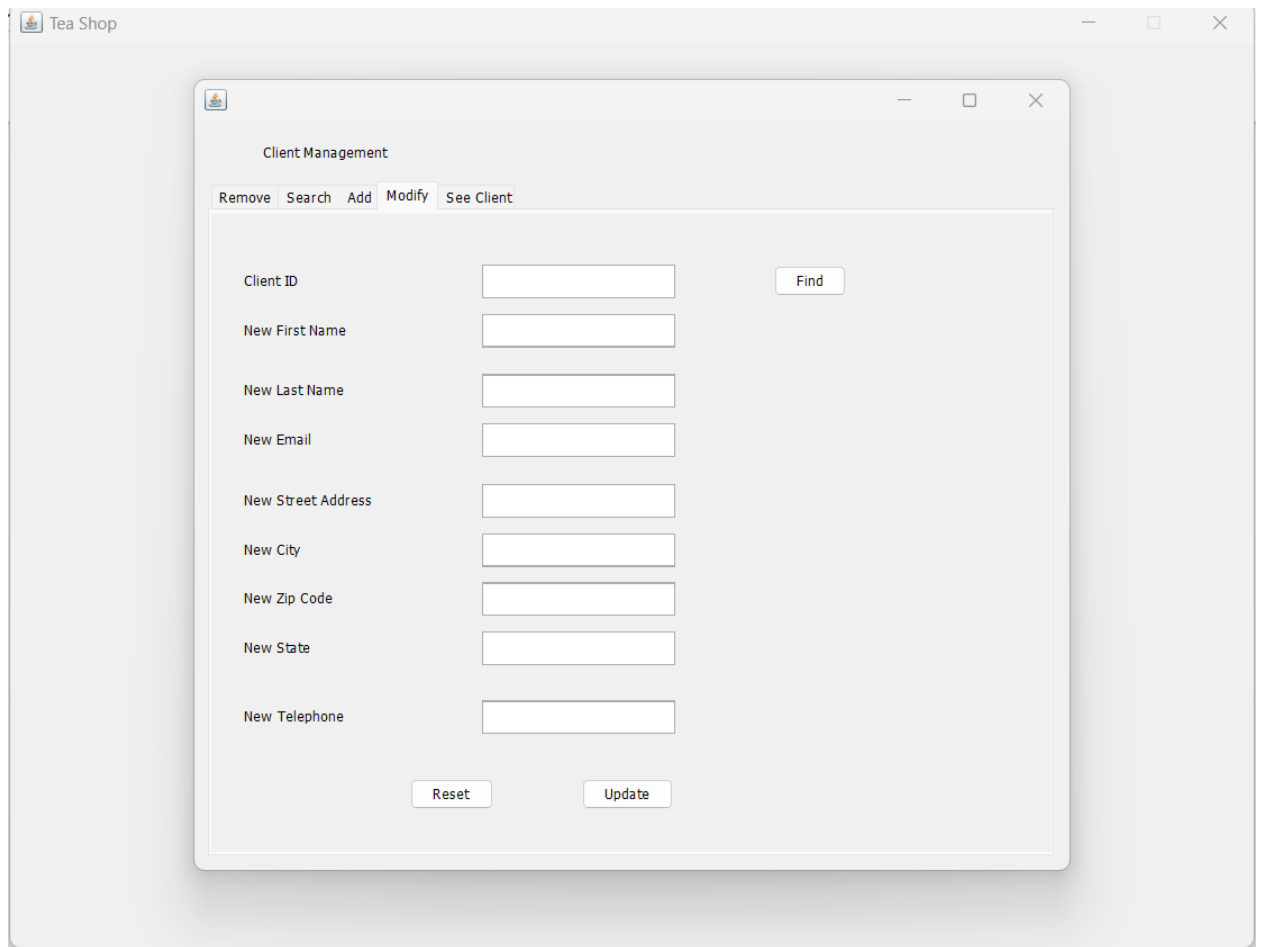 Tea Shop
Client Management
Remove Search Add Modify See Client
Client ID Find
New First Name
New Last Name
New Email
New Street Address
New City
New Zip Code
New State
New Telephone
Reset Update